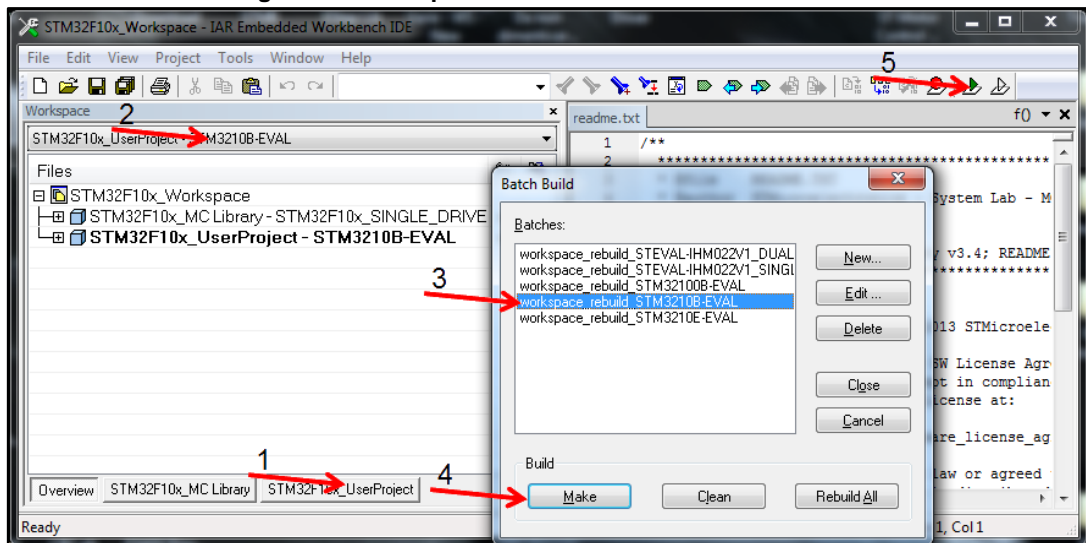 STM32F10x_Workspace - IAR Embedded Workbench IDE
File Edit View Project Tools Window Help
5
Workspace
2
STM32F10x_UserProject - STM3210B-EVAL
readme.txt
f()
Files
1 /**
2 **********************************************
STM32F10x_Workspace
STM32F10x_MC Library - STM32F10x_SINGLE_DRIVE
STM32F10x_UserProject - STM3210B-EVAL
System Lab - M
v3.4; README
**************
013 STMicroele
SW License Agr
ot in complian
icense at:
are_license_ag
law or agreed
Batch Build
Batches:
workspace_rebuild_STEVAL-IHM022V1_DUAL
workspace_rebuild_STEVAL-IHM022V1_SINGL
workspace_rebuild_STM32100B-EVAL
3
workspace_rebuild_STM3210B-EVAL
workspace_rebuild_STM3210E-EVAL
New...
Edit ...
Delete
Close
Cancel
Build
4
Make Clean Rebuild All
1
Overview STM32F10x_MC Library STM32F10x_UserProject
Ready
1, Col 1